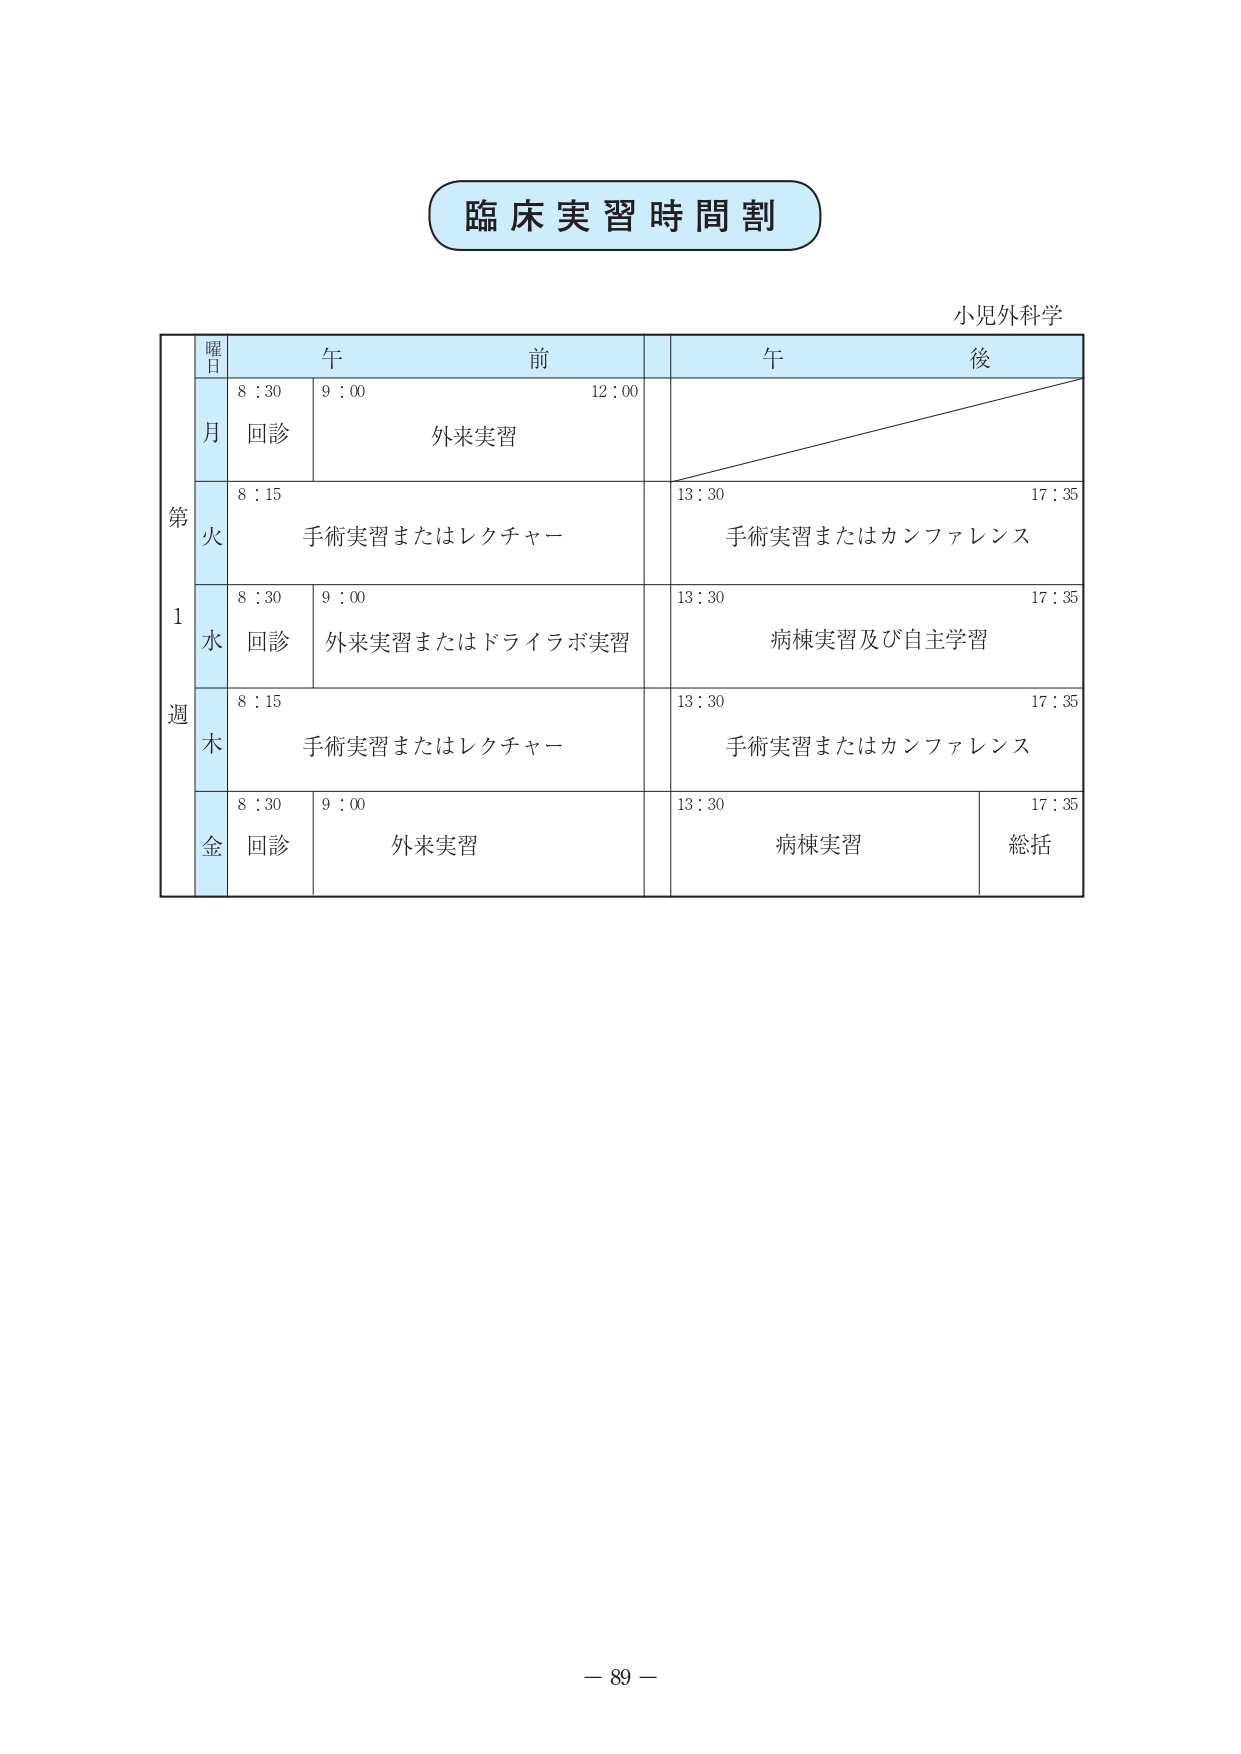 臨床実習時間割
小児外科学
曜日 午前 午後
第1週
月 8：30 回診 9：00 外来実習 12：00
火 8：15 手術実習またはレクチャー 13：30 手術実習またはカンファレンス 17：35
水 8：30 回診 9：00 外来実習またはドライラボ実習 13：30 病棟実習及び自主学習 17：35
木 8：15 手術実習またはレクチャー 13：30 手術実習またはカンファレンス 17：35
金 8：30 回診 9：00 外来実習 13：30 病棟実習 総括 17：35
― 89 ―